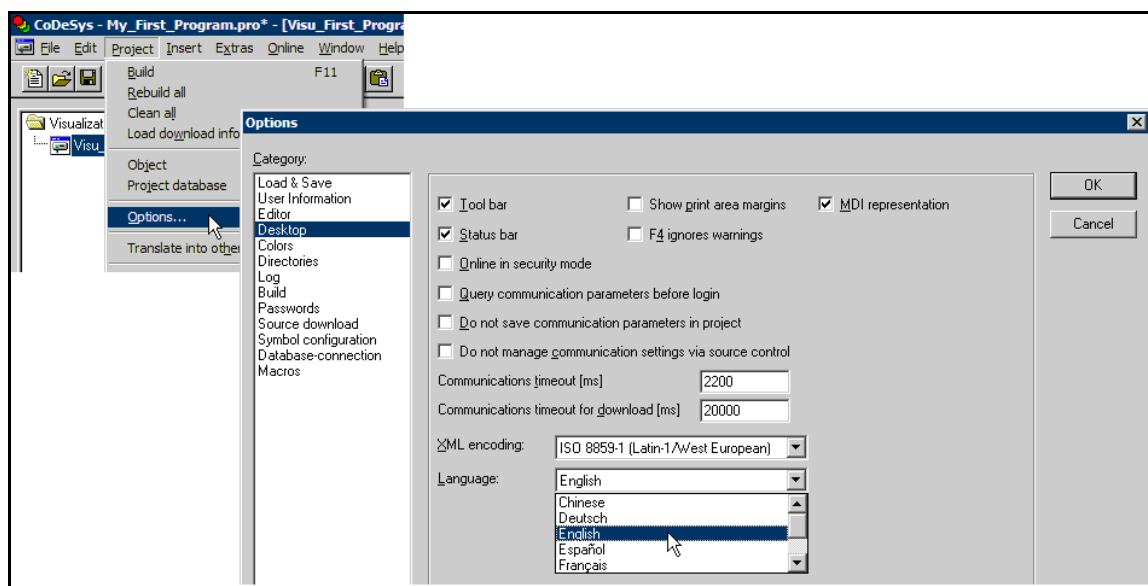 CoDeSys - My_First_Program.pro* - [Visu_First_Progra
File Edit Project Insert Extras Online Window Help
Build F11
Rebuild all
Clean all
Load download info
Object
Project database
Options...
Translate into other
Visualizat
Visu_
Options
Category:
Load & Save
User Information
Editor
Desktop
Colors
Directories
Log
Build
Passwords
Source download
Symbol configuration
Database-connection
Macros
Tool bar Show print area margins MDI representation
Status bar F4 ignores warnings
Online in security mode
Query communication parameters before login
Do not save communication parameters in project
Do not manage communication settings via source control
Communications timeout [ms] 2200
Communications timeout for download [ms] 20000
XML encoding: ISO 8859-1 (Latin-1/West European)
Language: English
Chinese
Deutsch
English
Español
Français
OK
Cancel